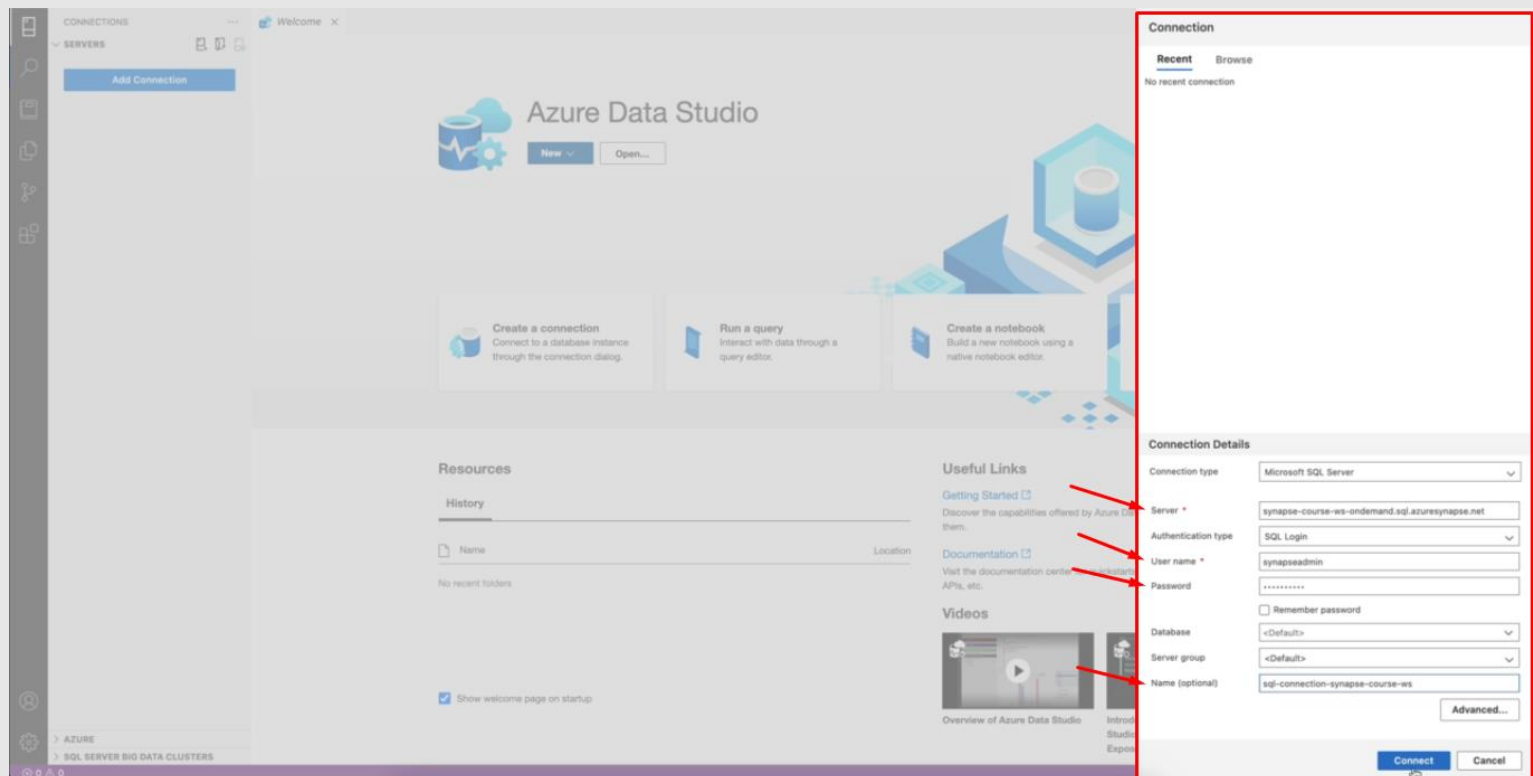 CONNECTIONS
SERVERS
Add Connection
AZURE
SQL SERVER BIG DATA CLUSTERS
0 0
Welcome
Azure Data Studio
New
Open...
Create a connection
Connect to a database instance
through the connection dialog.
Run a query
Interact with data through a
query editor.
Create a notebook
Build a new notebook using a
native notebook editor.
Resources
History
Name Location
No recent folders
Show welcome page on startup
Useful Links
Getting Started
Discover the capabilities offered by Azure Da
them.
Documentation
Visit the documentation center
APIs, etc.
Videos
Overview of Azure Data Studio
Introd
Studio
Expos
Connection
Recent Browse
No recent connection
Connection Details
Connection type Microsoft SQL Server
Server * synapse-course-ws-ondemand.sql.azuresynapse.net
Authentication type SQL Login
User name * synapseadmin
Password ··········
Remember password
Database <Default>
Server group <Default>
Name (optional) sql-connection-synapse-course-ws
Advanced...
Connect Cancel